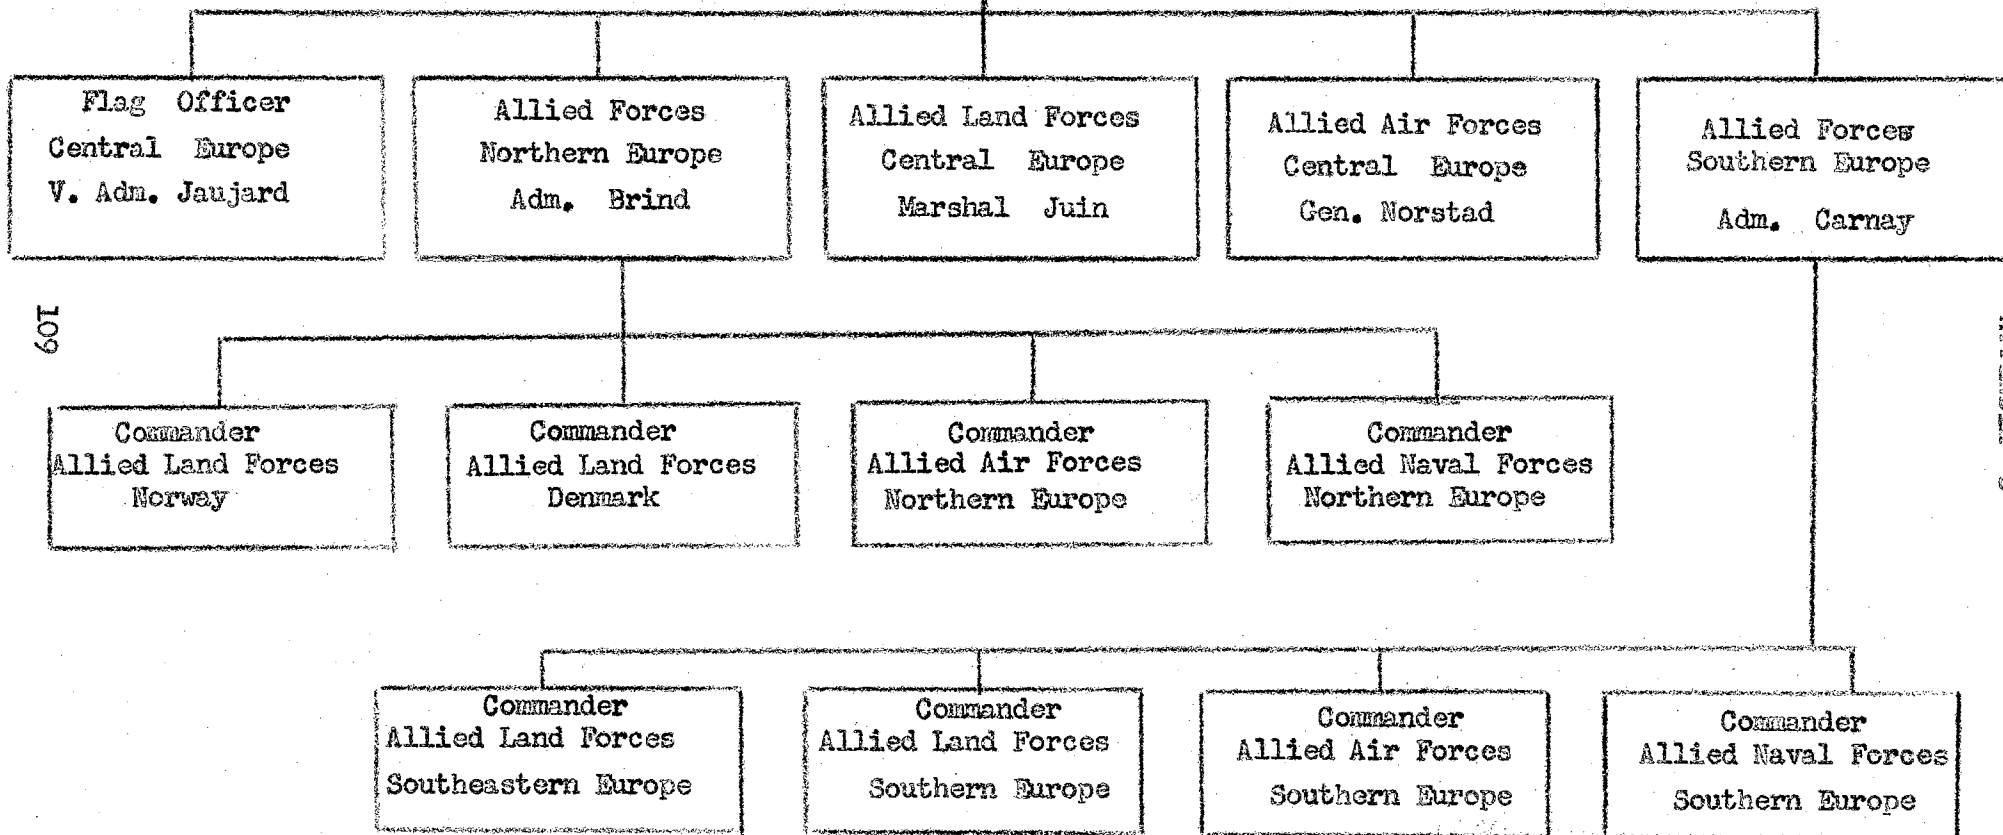 Flag Officer
Central Europe
V. Adm. Jaujard
Allied Forces
Northern Europe
Adm. Brind
Allied Land Forces
Central Europe
Marshal Juin
Allied Air Forces
Central Europe
Gen. Norstad
Allied Forces
Southern Europe
Adm. Carnay
109
Commander
Allied Land Forces
Norway
Commander
Allied Land Forces
Denmark
Commander
Allied Air Forces
Northern Europe
Commander
Allied Naval Forces
Northern Europe
Commander
Allied Land Forces
Southeastern Europe
Commander
Allied Land Forces
Southern Europe
Commander
Allied Air Forces
Southern Europe
Commander
Allied Naval Forces
Southern Europe